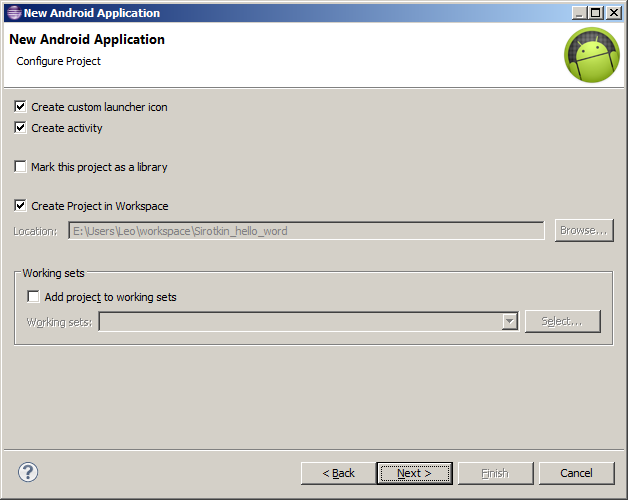 New Android Application
New Android Application
Configure Project
Create custom launcher icon
Create activity
Mark this project as a library
Create Project in Workspace
Location: E:\Users\Leo\workspace\Sirotkin_hello_word Browse...
Working sets
Add project to working sets
Working sets: Select...
? < Back Next > Finish Cancel